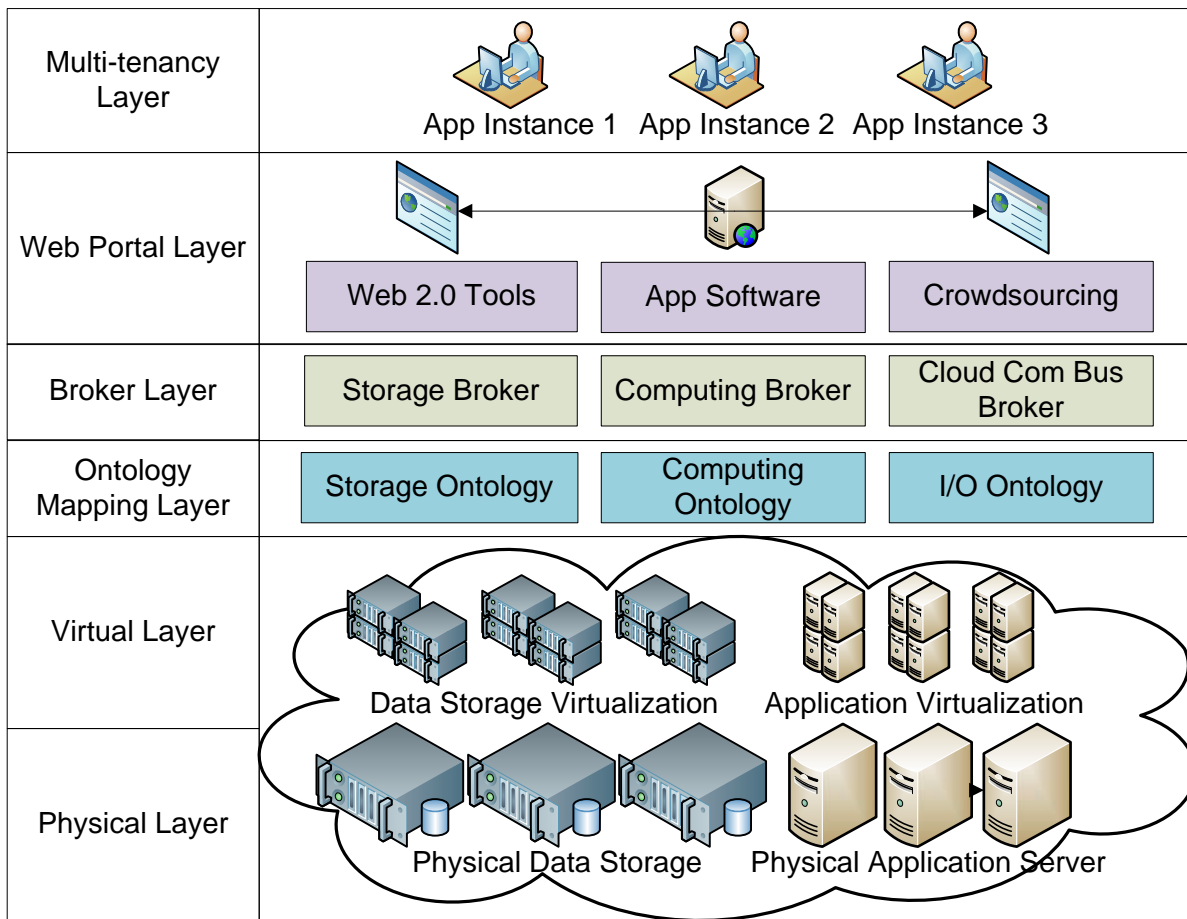 Multi-tenancy
Layer
App Instance 1
App Instance 2
App Instance 3
Web Portal Layer
Web 2.0 Tools
App Software
Crowdsourcing
Broker Layer
Storage Broker
Computing Broker
Cloud Com Bus
Broker
Ontology
Mapping Layer
Storage Ontology
Computing
Ontology
I/O Ontology
Virtual Layer
Data Storage Virtualization
Application Virtualization
Physical Layer
Physical Data Storage
Physical Application Server